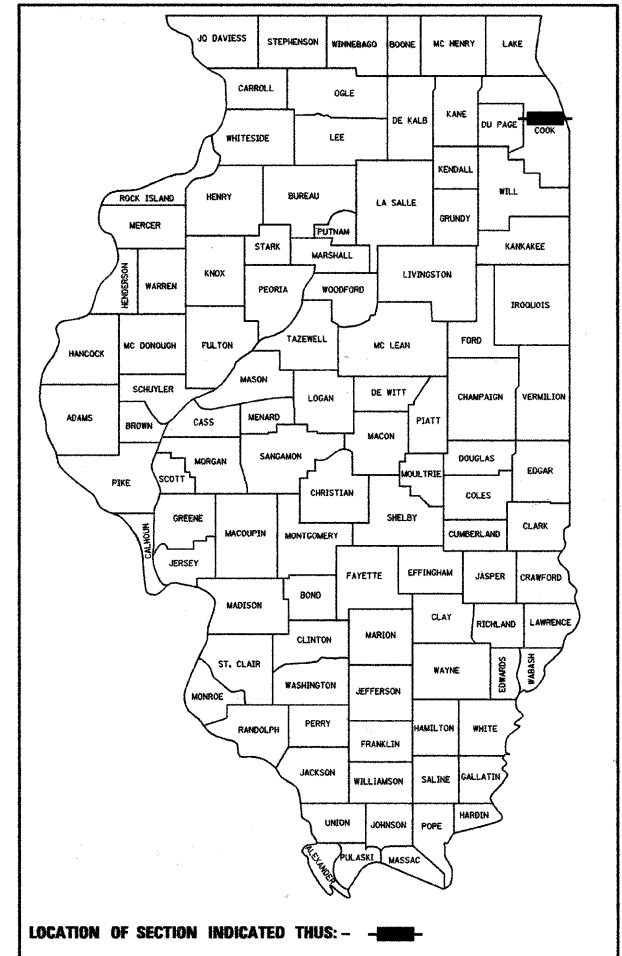 JO DAVIESS STEPHENSON WINNEBAGO BOONE MC HENRY LAKE
CARROLL OGLE DE KALB KANE DU PAGE COOK
WHITESIDE LEE
KENDALL WILL
ROCK ISLAND HENRY BUREAU LA SALLE GRUNDY
MERCER PUTNAM KANKAKEE
STARK MARSHALL
HENDERSON WARREN KNOX PEORIA WOODFORD LIVINGSTON IROQUOIS
HANCOCK MC DONOUGH FULTON TAZEWELL MC LEAN FORD
SCHUYLER MASON LOGAN DE WITT CHAMPAIGN VERMILION
ADAMS BROWN CASS MENARD MACON PIATT
PIKE SCOTT MORGAN SANGAMON MOULTRIE DOUGLAS EDGAR
CHRISTIAN COLES
CALHOUN GREENE MACOUPIN MONTGOMERY SHELBY CUMBERLAND CLARK
JERSEY FAYETTE EFFINGHAM JASPER CRAWFORD
MADISON BOND CLAY RICHLAND LAWRENCE
CLINTON MARION
ST. CLAIR WAYNE EDWARDS WABASH
MONROE WASHINGTON JEFFERSON
RANDOLPH PERRY HAMILTON WHITE
FRANKLIN
JACKSON WILLIAMSON SALINE GALLATIN
UNION JOHNSON POPE HARDIN
ALEXANDER PULASKI MASSAC
LOCATION OF SECTION INDICATED THUS: -